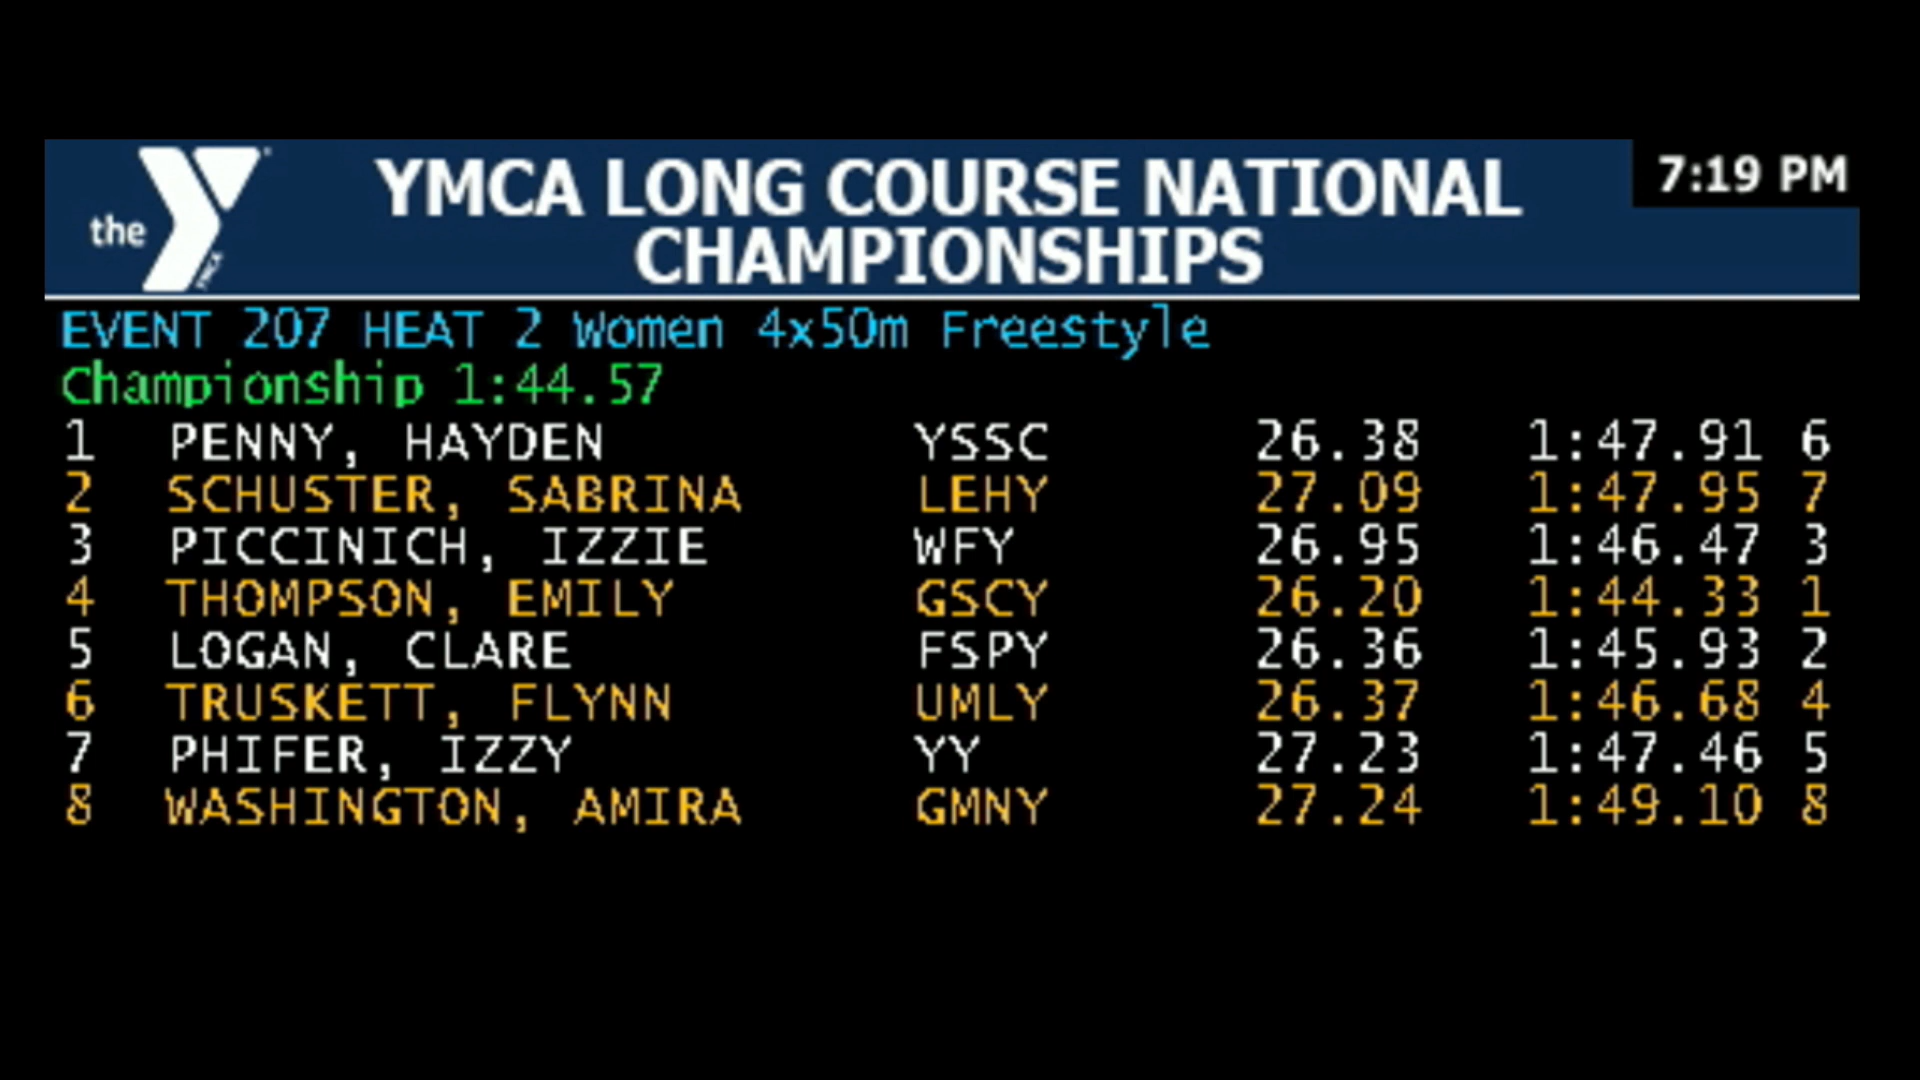 the
YMCA
YMCA LONG COURSE NATIONAL
CHAMPIONSHIPS
7:19 PM
EVENT 207 HEAT 2 Women 4x50m Freestyle
Championship 1:44.57
1 PENNY, HAYDEN YSSC 26.38 1:47.91 6
2 SCHUSTER, SABRINA LEHY 27.09 1:47.95 7
3 PICCINICH, IZZIE WFY 26.95 1:46.47 3
4 THOMPSON, EMILY GSCY 26.20 1:44.33 1
5 LOGAN, CLARE FSPY 26.36 1:45.93 2
6 TRUSKETT, FLYNN UMLY 26.37 1:46.68 4
7 PHIFER, IZZY YY 27.23 1:47.46 5
8 WASHINGTON, AMIRA GMNY 27.24 1:49.10 8